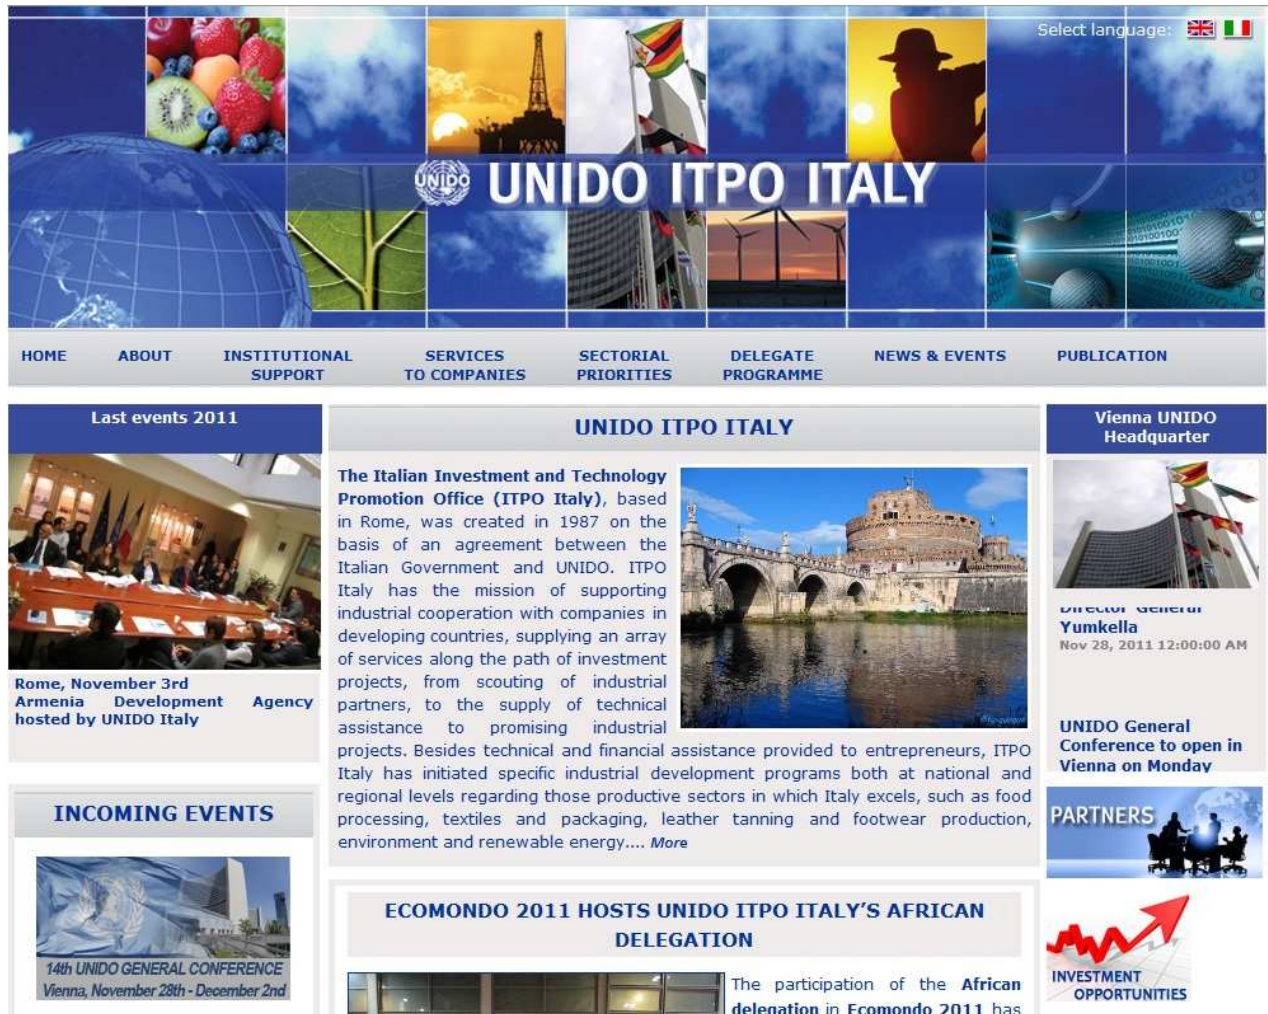 Select language:
UNIDO
UNIDO ITPO ITALY
HOME
ABOUT
INSTITUTIONAL
SUPPORT
SERVICES
TO COMPANIES
SECTORIAL
PRIORITIES
DELEGATE
PROGRAMME
NEWS & EVENTS
PUBLICATION
Last events 2011
Rome, November 3rd
Armenia Development Agency
hosted by UNIDO Italy
INCOMING EVENTS
14th UNIDO GENERAL CONFERENCE
Vienna, November 28th - December 2nd
UNIDO ITPO ITALY
The Italian Investment and Technology
Promotion Office (ITPO Italy), based
in Rome, was created in 1987 on the
basis of an agreement between the
Italian Government and UNIDO. ITPO
Italy has the mission of supporting
industrial cooperation with companies in
developing countries, supplying an array
of services along the path of investment
projects, from scouting of industrial
partners, to the supply of technical
assistance to promising industrial
projects. Besides technical and financial assistance provided to entrepreneurs, ITPO
Italy has initiated specific industrial development programs both at national and
regional levels regarding those productive sectors in which Italy excels, such as food
processing, textiles and packaging, leather tanning and footwear production,
environment and renewable energy.... More
ECOMONDO 2011 HOSTS UNIDO ITPO ITALY'S AFRICAN
DELEGATION
The participation of the African
delegation in Ecomondo 2011 has
Vienna UNIDO
Headquarter
Director General
Yumkella
Nov 28, 2011 12:00:00 AM
UNIDO General
Conference to open in
Vienna on Monday
PARTNERS
INVESTMENT
OPPORTUNITIES